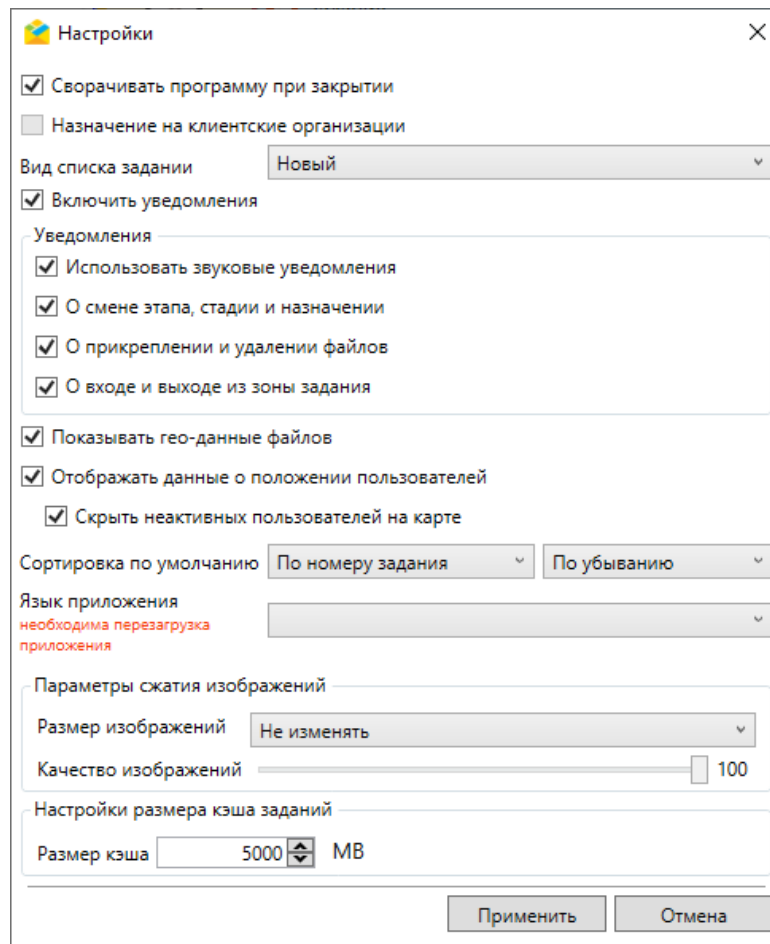 Настройки
Сворачивать программу при закрытии
Назначение на клиентские организации
Вид списка задании Новый
Включить уведомления
Уведомления
Использовать звуковые уведомления
О смене этапа, стадии и назначении
О прикреплении и удалении файлов
О входе и выходе из зоны задания
Показывать гео-данные файлов
Отображать данные о положении пользователей
Скрыть неактивных пользователей на карте
Сортировка по умолчанию По номеру задания По убыванию
Язык приложения
необходима перезагрузка
приложения
Параметры сжатия изображений
Размер изображений Не изменять
Качество изображений 100
Настройки размера кэша заданий
Размер кэша 5000 MB
Применить Отмена